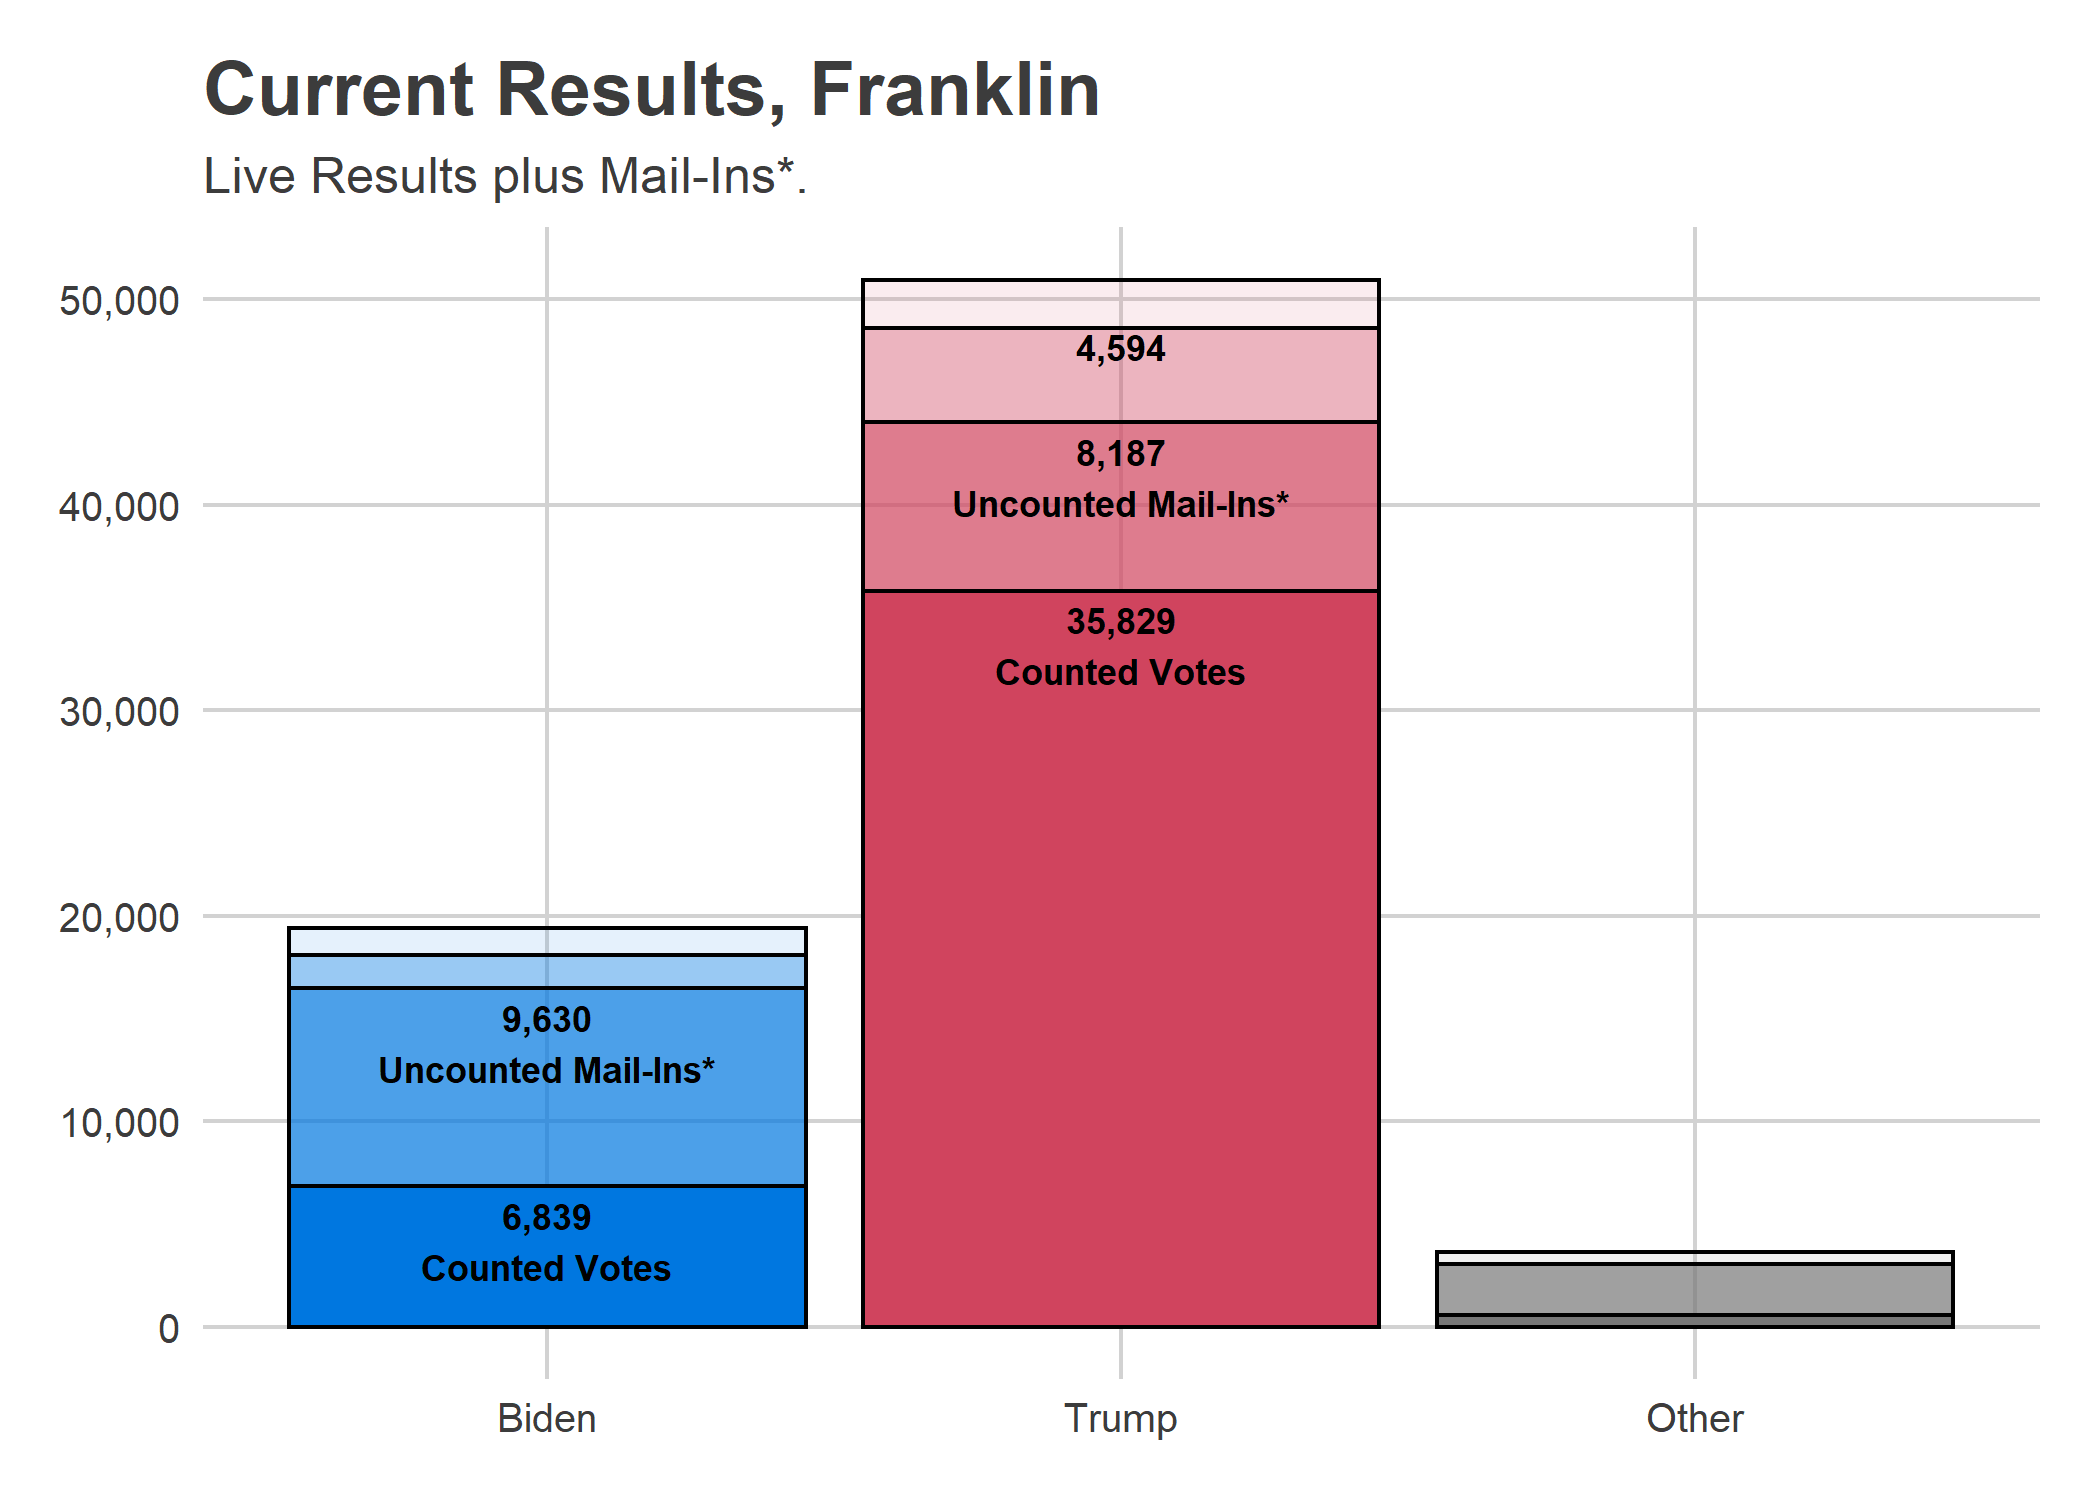 Current Results, Franklin
Live Results plus Mail-Ins*.
50,000
40,000
30,000
20,000
10,000
0
4,594
8,187
Uncounted Mail-Ins*
35,829
Counted Votes
9,630
Uncounted Mail-Ins*
6,839
Counted Votes
Biden
Trump
Other